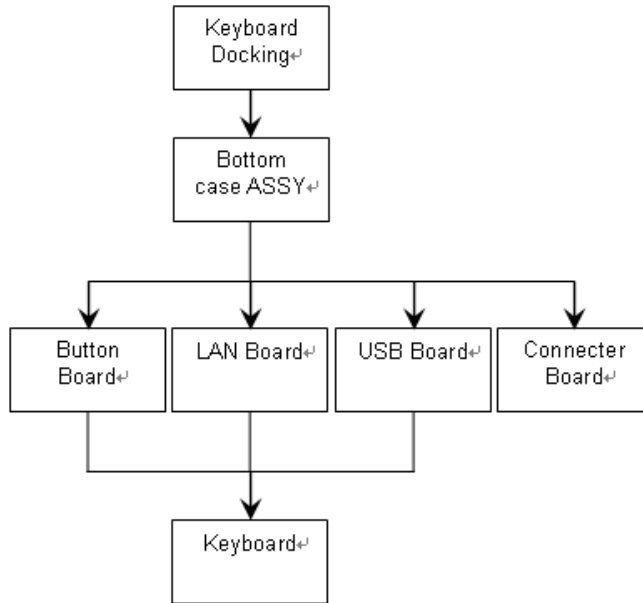 Keyboard
Docking↵
Bottom
case ASSY↵
Button
Board↵
LAN Board↵
USB Board↵
Connecter
Board↵
Keyboard↵